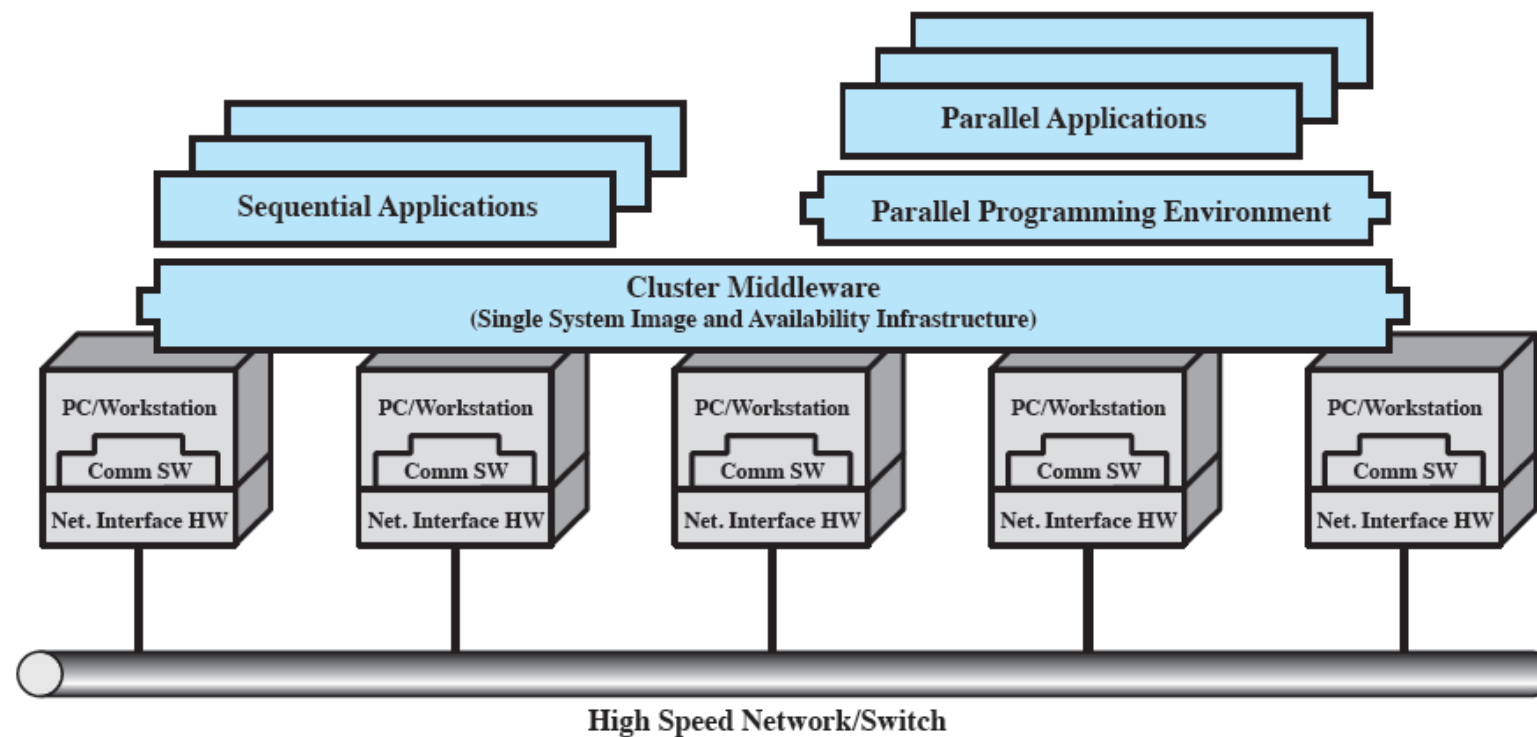 Parallel Applications
Sequential Applications
Parallel Programming Environment
Cluster Middleware
(Single System Image and Availability Infrastructure)
PC/Workstation
Comm SW
Net. Interface HW
PC/Workstation
Comm SW
Net. Interface HW
PC/Workstation
Comm SW
Net. Interface HW
PC/Workstation
Comm SW
Net. Interface HW
PC/Workstation
Comm SW
Net. Interface HW
High Speed Network/Switch